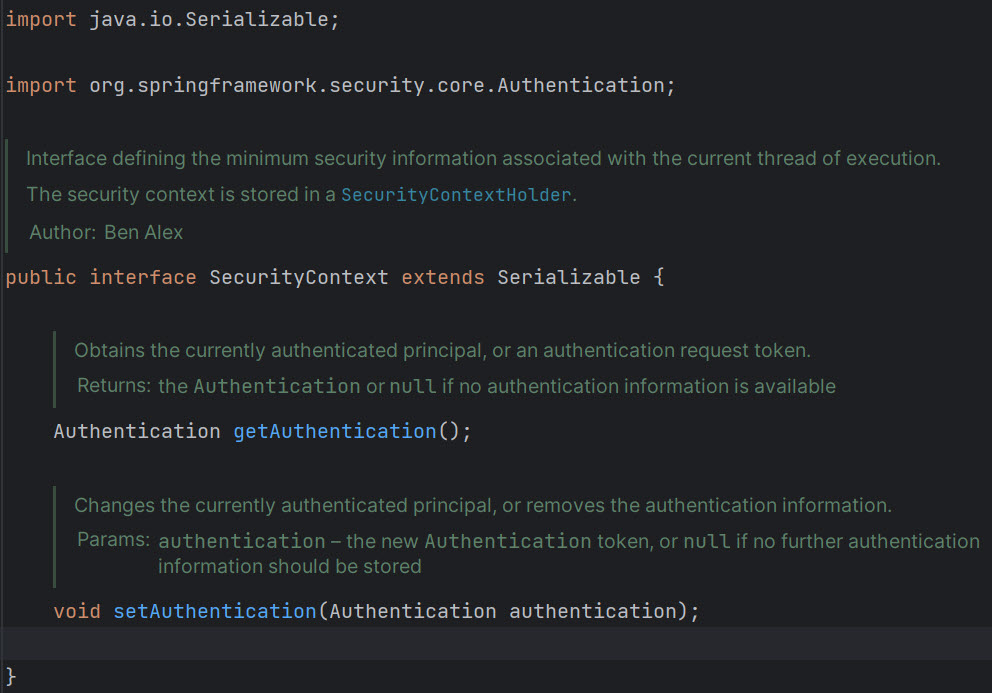 import java.io.Serializable;
import org.springframework.security.core.Authentication;
Interface defining the minimum security information associated with the current thread of execution.
The security context is stored in a SecurityContextHolder.
Author: Ben Alex
public interface SecurityContext extends Serializable {
Obtains the currently authenticated principal, or an authentication request token.
Returns: the Authentication or null if no authentication information is available
Authentication getAuthentication();
Changes the currently authenticated principal, or removes the authentication information.
Params: authentication – the new Authentication token, or null if no further authentication
information should be stored
void setAuthentication(Authentication authentication);
}